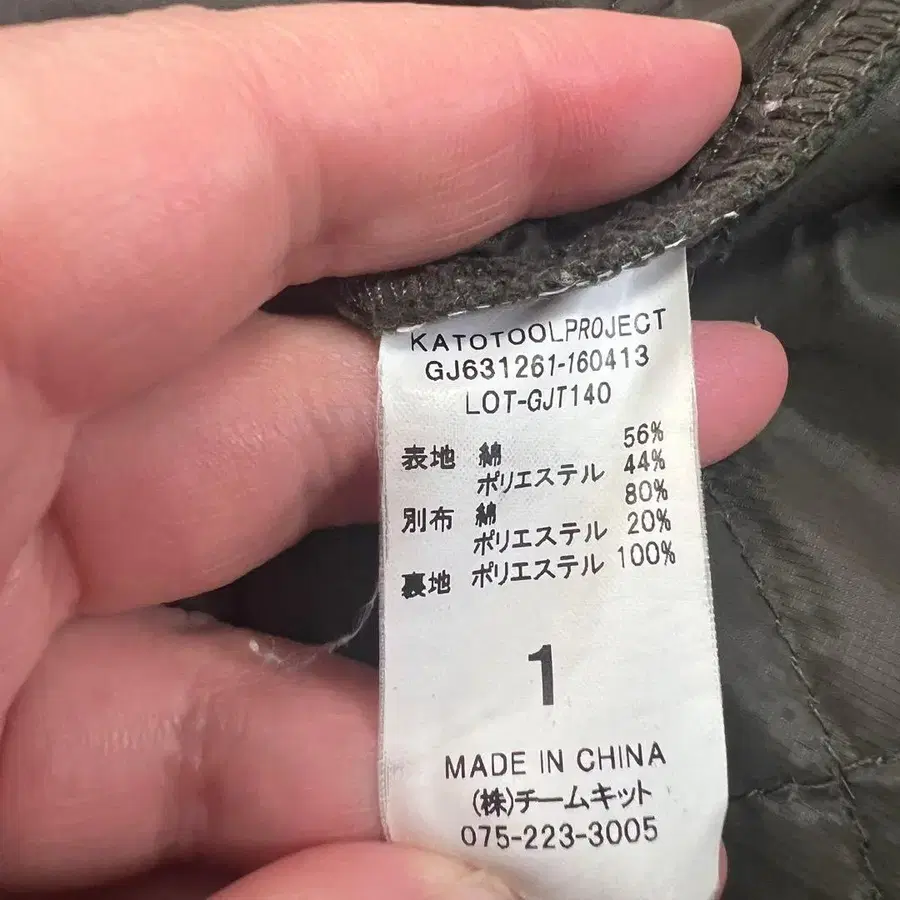 KATOTOOLPROJECT
GJ631261-160413
LOT-GJT140
表地 綿 56%
ポリエステル 44%
別布 綿 80%
ポリエステル 20%
裏地 ポリエステル 100%
1
MADE IN CHINA
(株)チームキット
075-223-3005